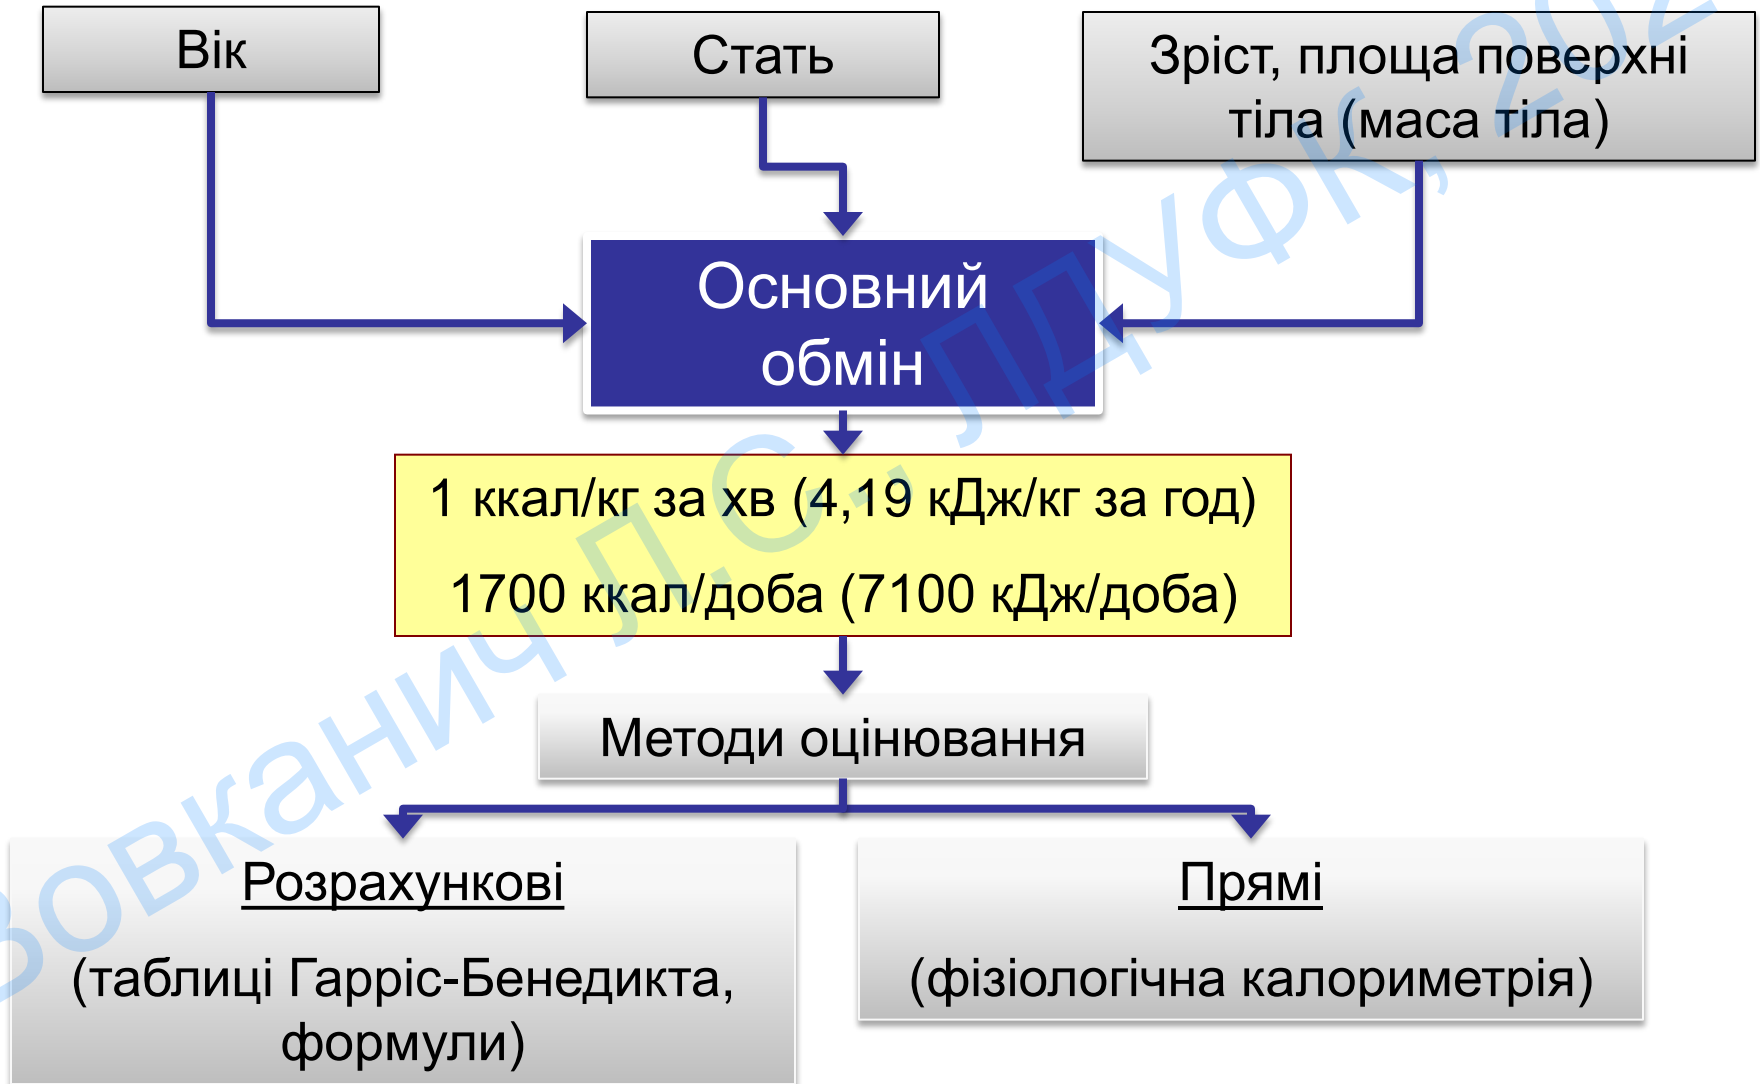 Вік
Стать
Зріст, площа поверхні
тіла (маса тіла)
Основний
обмін
1 ккал/кг за хв (4,19 кДж/кг за год)
1700 ккал/доба (7100 кДж/доба)
Методи оцінювання
Розрахункові
(таблиці Гарріс-Бенедикта,
формули)
Прямі
(фізіологічна калориметрія)
Вовканич Л.С., ЛДУФК, 202